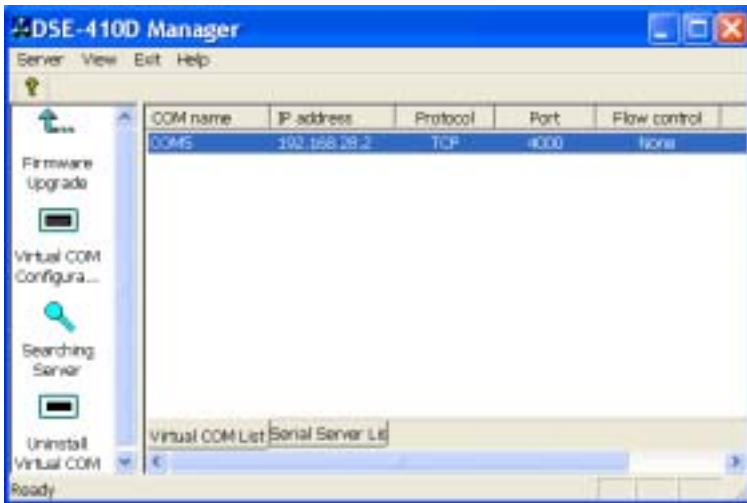 DSE-410D Manager
Server View Exit Help
COM name IP address Protocol Port Flow control
COM5 192.168.28.2 TCP 4000 None
Firmware
Upgrade
Virtual COM
Configura...
Searching
Server
Uninstall
Virtual COM
Virtual COM List Serial Server Lis
Ready